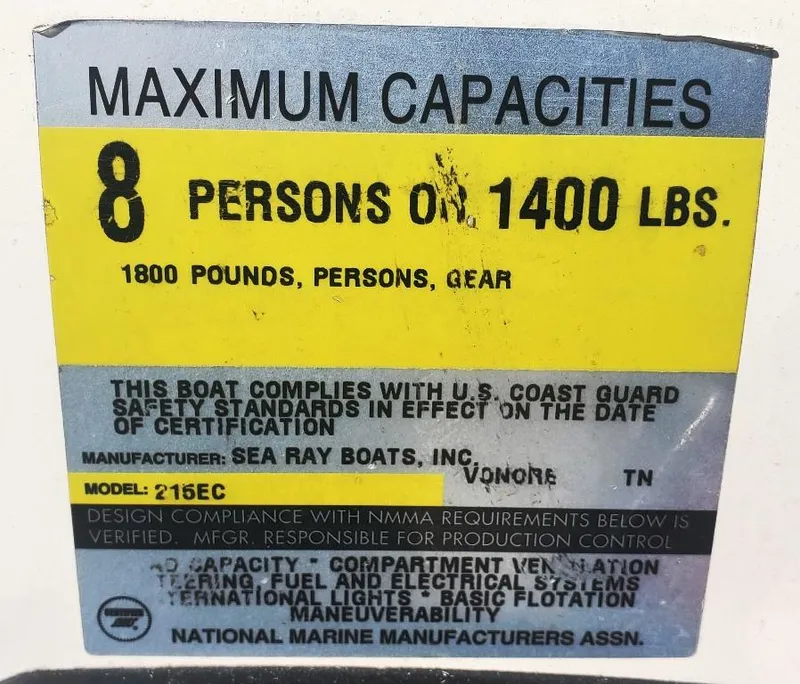 MAXIMUM CAPACITIES
8 PERSONS OR 1400 LBS.
1800 POUNDS, PERSONS, GEAR
THIS BOAT COMPLIES WITH U.S. COAST GUARD
SAFETY STANDARDS IN EFFECT ON THE DATE
OF CERTIFICATION
MANUFACTURER: SEA RAY BOATS, INC.
VONORE TN
MODEL: 215EC
DESIGN COMPLIANCE WITH NMMA REQUIREMENTS BELOW IS
VERIFIED. MFGR. RESPONSIBLE FOR PRODUCTION CONTROL
AD CAPACITY * COMPARTMENT VENTILATION
TEERING, FUEL AND ELECTRICAL SYSTEMS
TERNATIONAL LIGHTS * BASIC FLOTATION
MANEUVERABILITY
NATIONAL MARINE MANUFACTURERS ASSN.